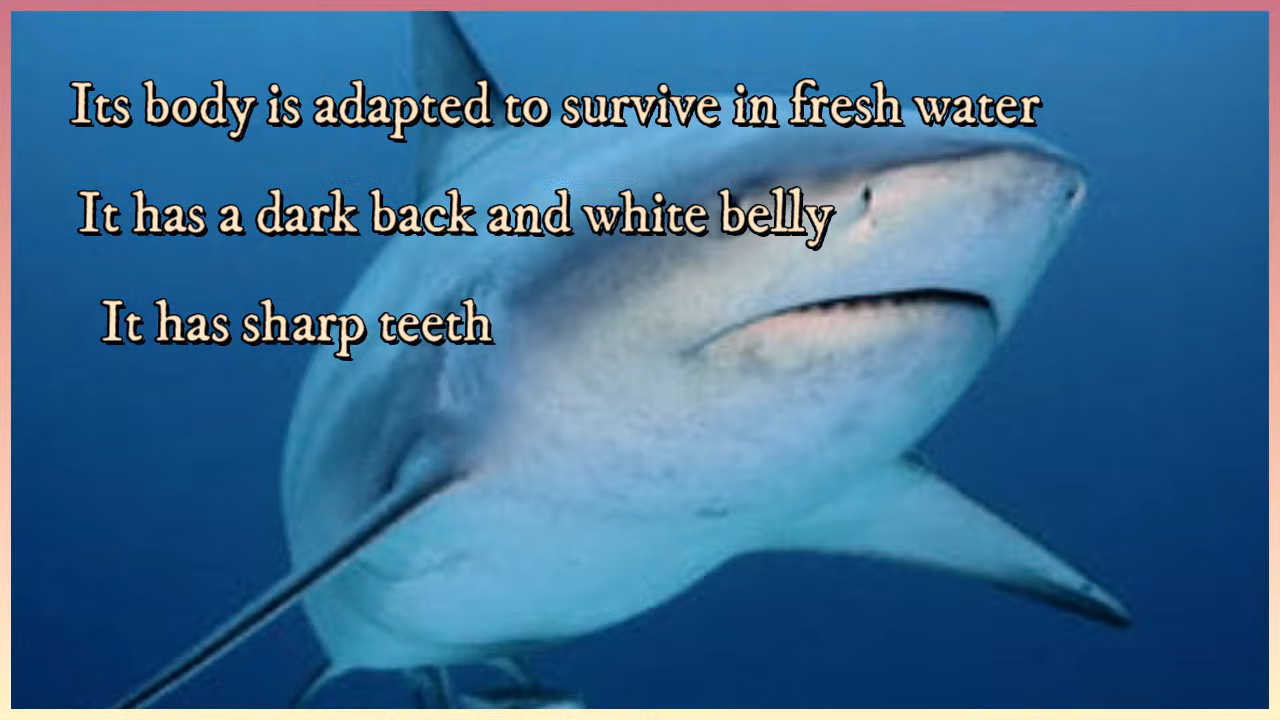 Its body is adapted to survive in fresh water
It has a dark back and white belly
It has sharp teeth